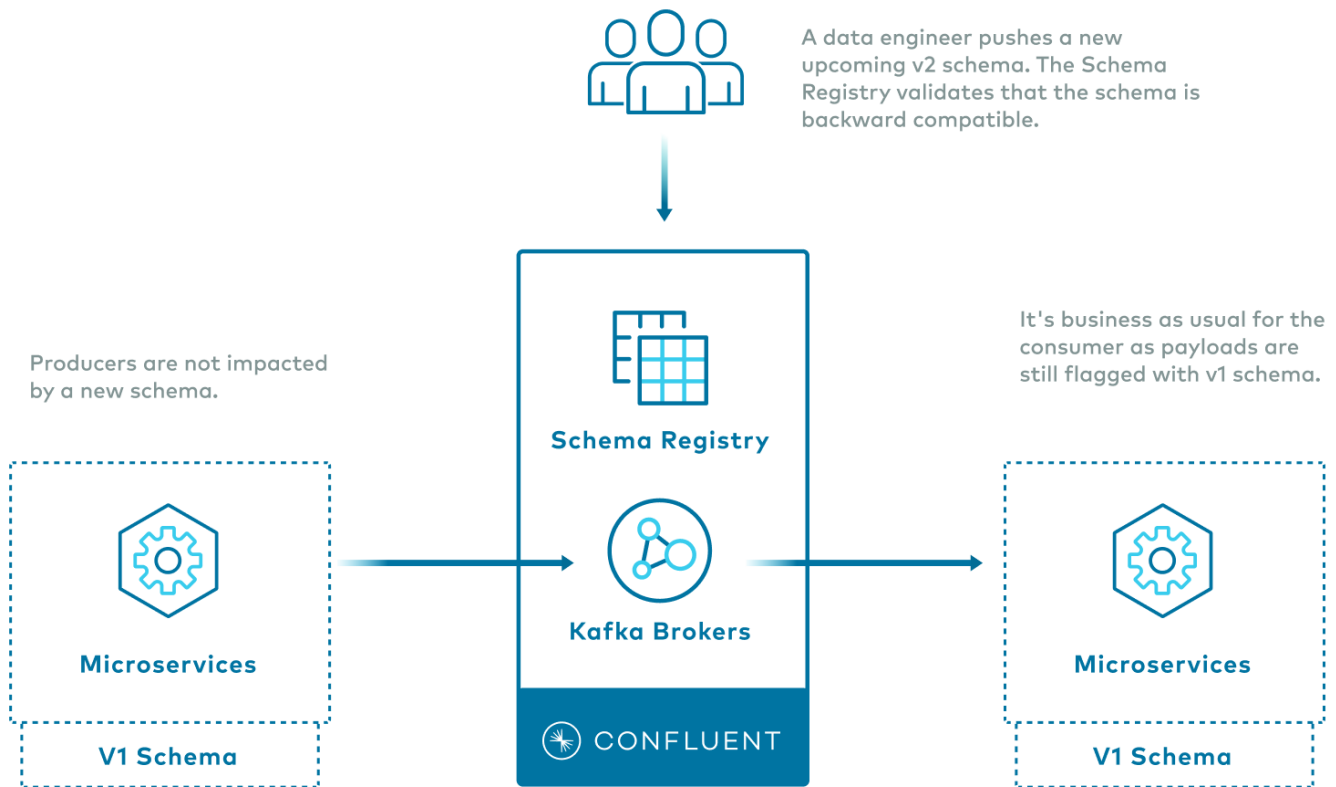 A data engineer pushes a new
upcoming v2 schema. The Schema
Registry validates that the schema is
backward compatible.
Producers are not impacted
by a new schema.
It's business as usual for the
consumer as payloads are
still flagged with v1 schema.
Schema Registry
Kafka Brokers
Microservices
Microservices
V1 Schema
CONFLUENT
V1 Schema